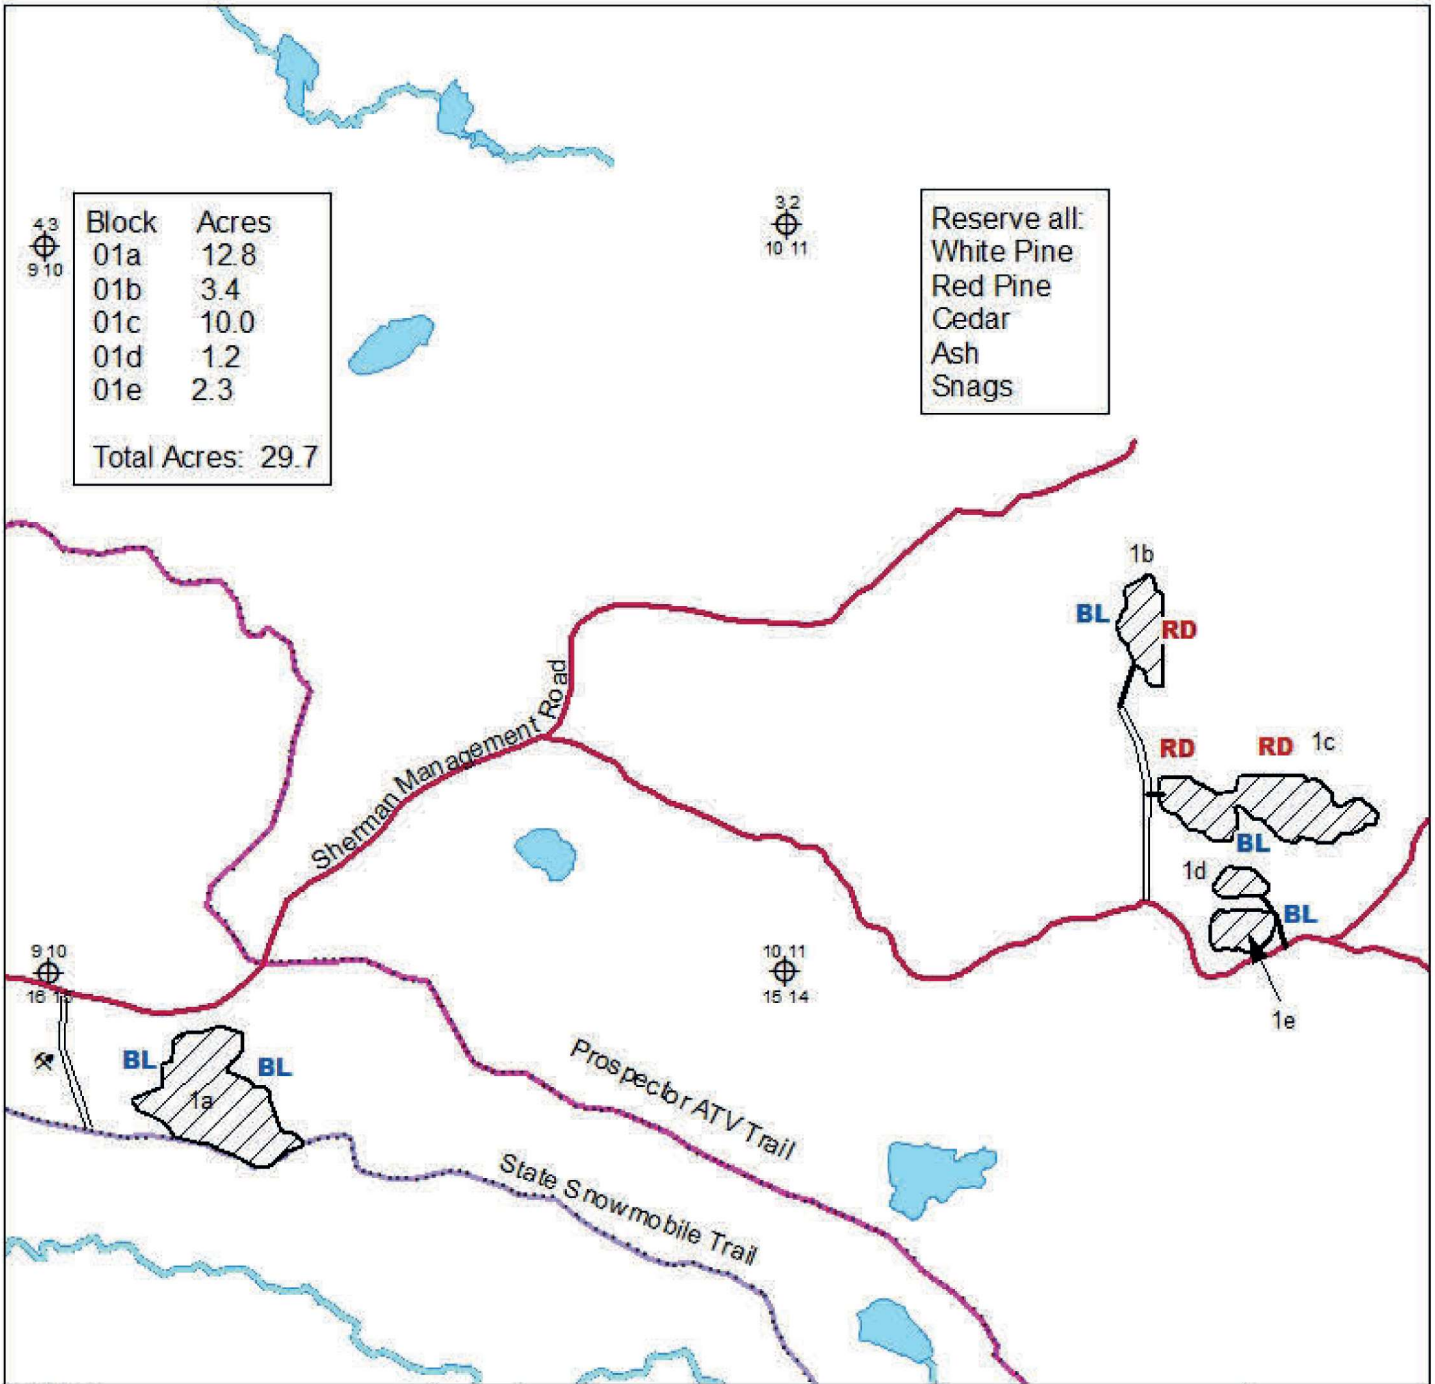 4 3
9 10
Block Acres
01a 12.8
01b 3.4
01c 10.0
01d 1.2
01e 2.3
Total Acres: 29.7
3 2
10 11
Reserve all:
White Pine
Red Pine
Cedar
Ash
Snags
1b
BL
RD
Sherman Management Road
RD
RD
1c
BL
1d
BL
9 10
16 15
10 11
15 14
1e
BL
BL
1a
Prospector ATV Trail
State Snowmobile Trail